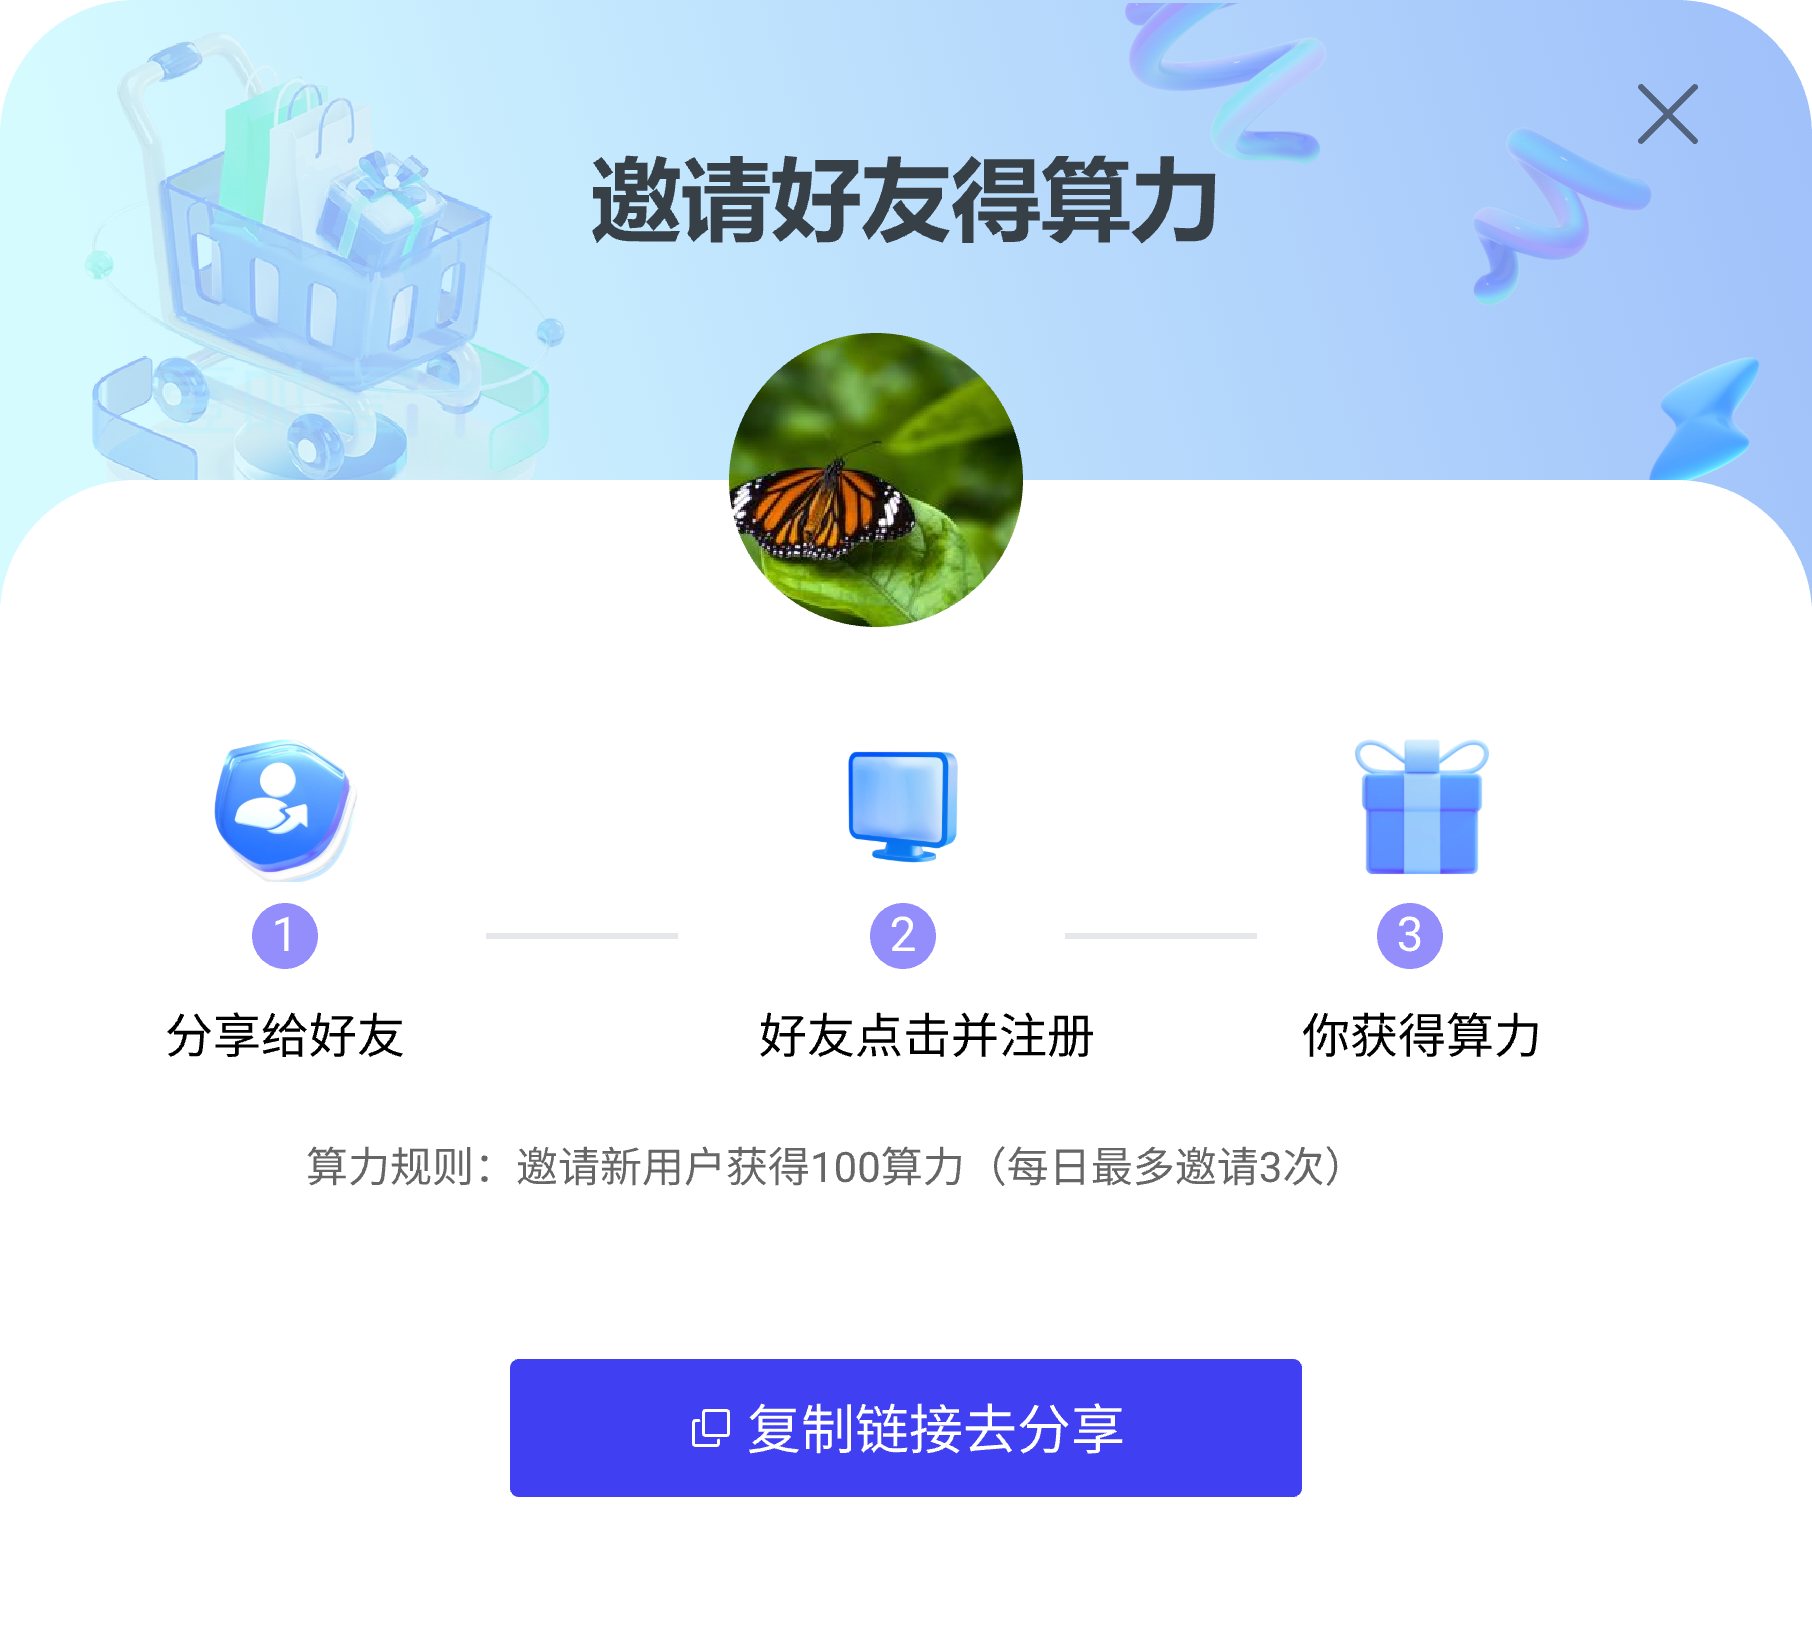 邀请好友得算力
1
2
3
分享给好友
好友点击并注册
你获得算力
算力规则：邀请新用户获得100算力（每日最多邀请3次）
复制链接去分享